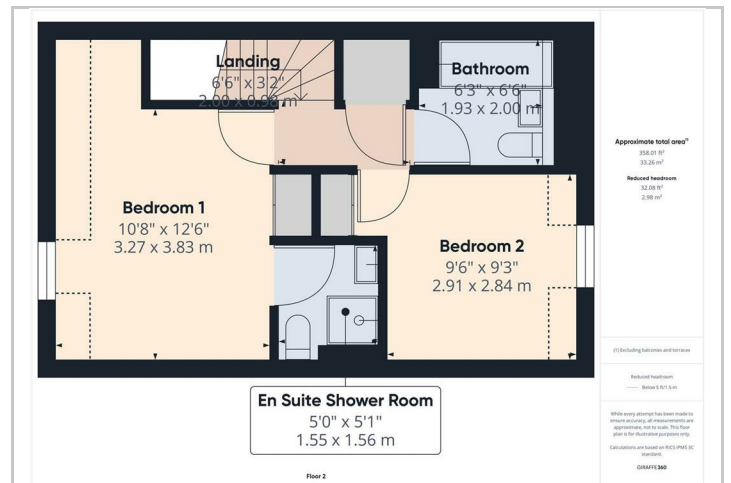 Landing
6'6" x 3'2"
2.00 x 0.98 m
Bathroom
6'3" x 6'6"
1.93 x 2.00 m
Bedroom 1
10'8" x 12'6"
3.27 x 3.83 m
Bedroom 2
9'6" x 9'3"
2.91 x 2.84 m
En Suite Shower Room
5'0" x 5'1"
1.55 x 1.56 m
Floor 2
Approximate total area⁽¹⁾
358.01 ft²
33.26 m²
Reduced headroom
32.08 ft²
2.98 m²
(1) Excluding balconies and terraces
Reduced headroom
Below 5 ft/1.5 m
While every attempt has been made to
ensure accuracy, all measurements are
approximate, not to scale. This floor
plan is for illustrative purposes only.
Calculations are based on RICS IPMS 3C
standard.
GIRAFFE360